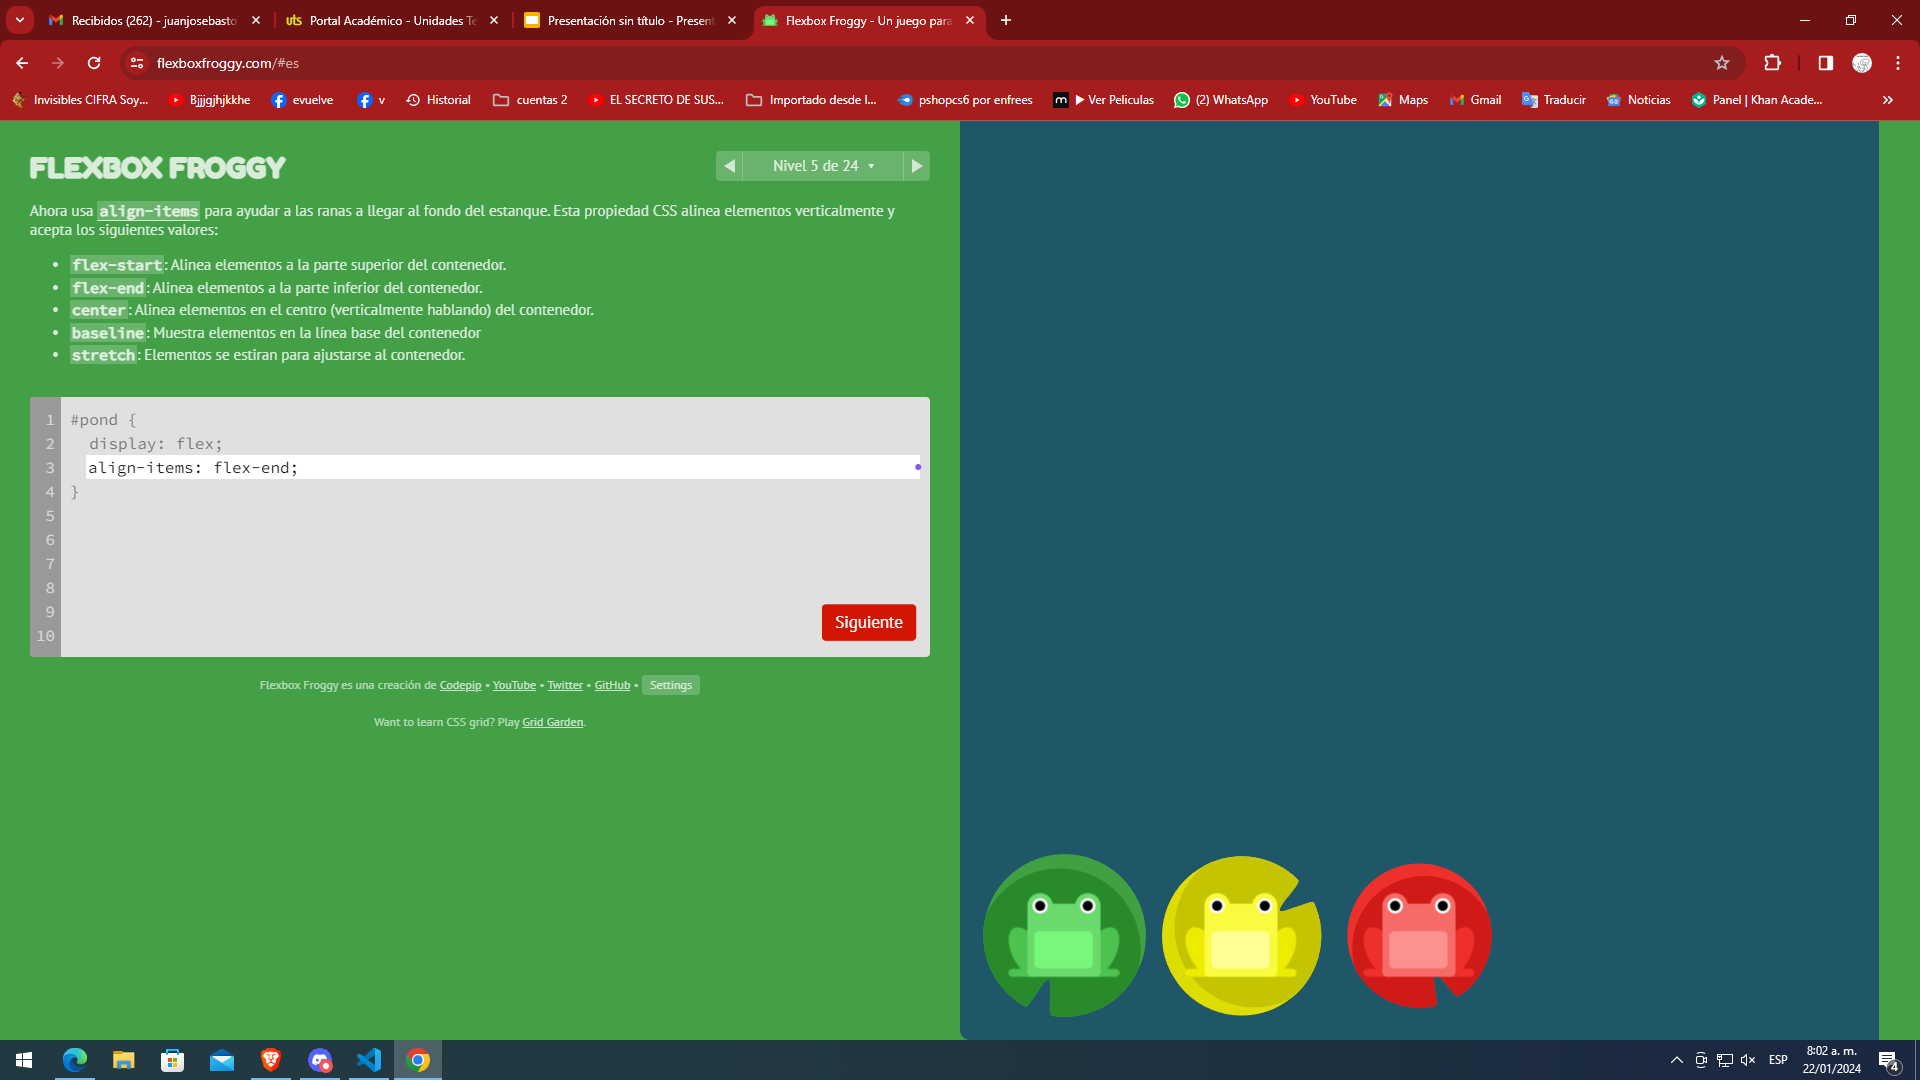 Recibidos (262) - juanjosebasto
Portal Académico - Unidades Te
Presentación sin título - Present
Flexbox Froggy - Un juego para
flexboxfroggy.com/#es
Invisibles CIFRA Soy...
Bjjjgjhjkkhe
evuelve
v
Historial
cuentas 2
EL SECRETO DE SUS...
Importado desde l...
pshopcs6 por enfrees
▶ Ver Peliculas
(2) WhatsApp
YouTube
Maps
Gmail
Traducir
Noticias
Panel | Khan Acade...
FLEXBOX FROGGY
Nivel 5 de 24
Ahora usa align-items para ayudar a las ranas a llegar al fondo del estanque. Esta propiedad CSS alinea elementos verticalmente y
acepta los siguientes valores:
• flex-start: Alinea elementos a la parte superior del contenedor.
• flex-end: Alinea elementos a la parte inferior del contenedor.
• center: Alinea elementos en el centro (verticalmente hablando) del contenedor.
• baseline: Muestra elementos en la línea base del contenedor
• stretch: Elementos se estiran para ajustarse al contenedor.
1 #pond {
2 display: flex;
3 align-items: flex-end;
4 }
5
6
7
8
9
10
Siguiente
Flexbox Froggy es una creación de Codepip • YouTube • Twitter • GitHub • Settings
Want to learn CSS grid? Play Grid Garden.
ESP
8:02 a. m.
22/01/2024
4